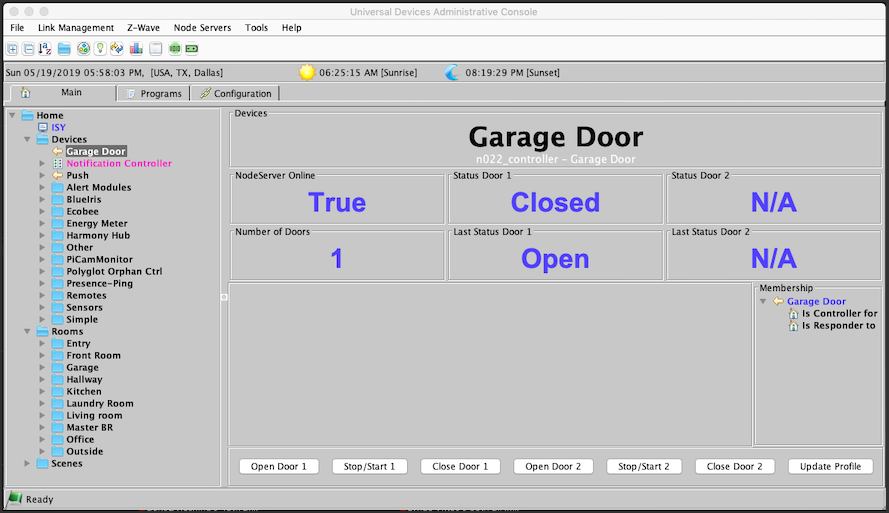 Universal Devices Administrative Console
File Link Management Z-Wave Node Servers Tools Help
Sun 05/19/2019 05:58:03 PM, [USA, TX, Dallas] 06:25:15 AM [Sunrise] 08:19:29 PM [Sunset]
Main Programs Configuration
Home
ISY
Devices
Garage Door
Notification Controller
Push
Alert Modules
BlueIris
Ecobee
Energy Meter
Harmony Hub
Other
PiCamMonitor
Polyglot Orphan Ctrl
Presence-Ping
Remotes
Sensors
Simple
Rooms
Entry
Front Room
Garage
Hallway
Kitchen
Laundry Room
Living room
Master BR
Office
Outside
Scenes
Devices
Garage Door
n022_controller - Garage Door
NodeServer Online Status Door 1 Status Door 2
True Closed N/A
Number of Doors Last Status Door 1 Last Status Door 2
1 Open N/A
Membership
Garage Door
Is Controller for
Is Responder to
Open Door 1 Stop/Start 1 Close Door 1 Open Door 2 Stop/Start 2 Close Door 2 Update Profile
Ready